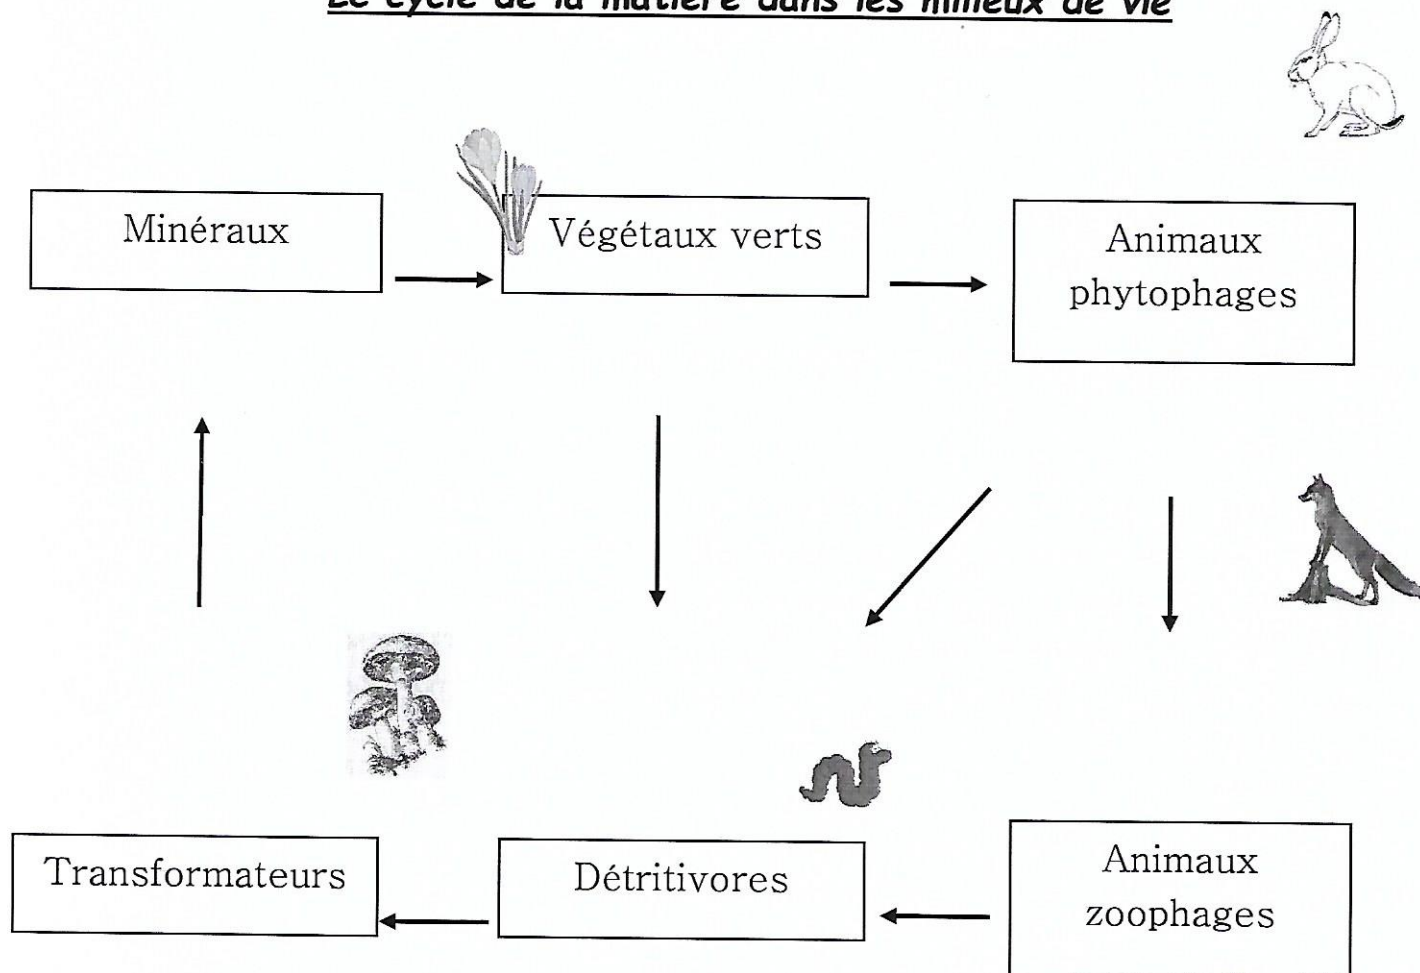 Le cycle de la matière dans les milieux de vie
Minéraux
Végétaux verts
Animaux
phytophages
Transformateurs
Détritivores
Animaux
zoophages